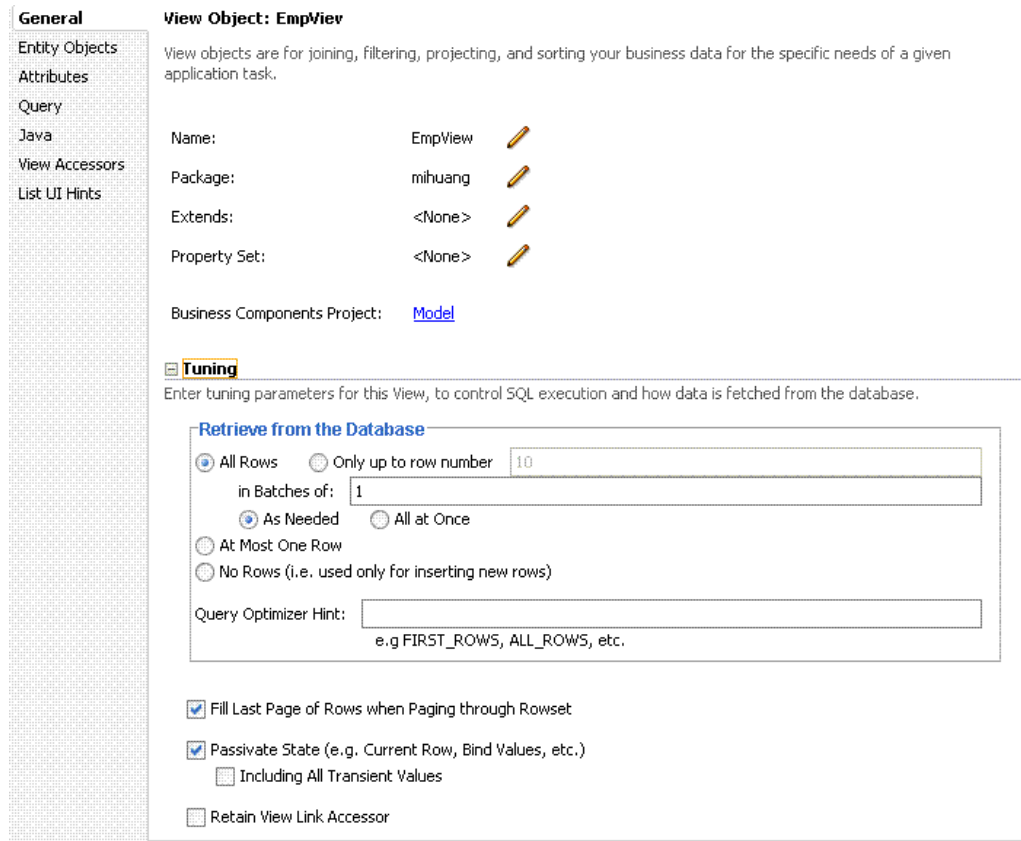 General
Entity Objects
Attributes
Query
Java
View Accessors
List UI Hints
View Object: EmpViev
View objects are for joining, filtering, projecting, and sorting your business data for the specific needs of a given
application task.
Name: EmpView
Package: mihuang
Extends: <None>
Property Set: <None>
Business Components Project: Model
Tuning
Enter tuning parameters for this View, to control SQL execution and how data is fetched from the database.
Retrieve from the Database
All Rows Only up to row number 10
in Batches of: 1
As Needed All at Once
At Most One Row
No Rows (i.e. used only for inserting new rows)
Query Optimizer Hint:
e.g FIRST_ROWS, ALL_ROWS, etc.
Fill Last Page of Rows when Paging through Rowset
Passivate State (e.g. Current Row, Bind Values, etc.)
Including All Transient Values
Retain View Link Accessor